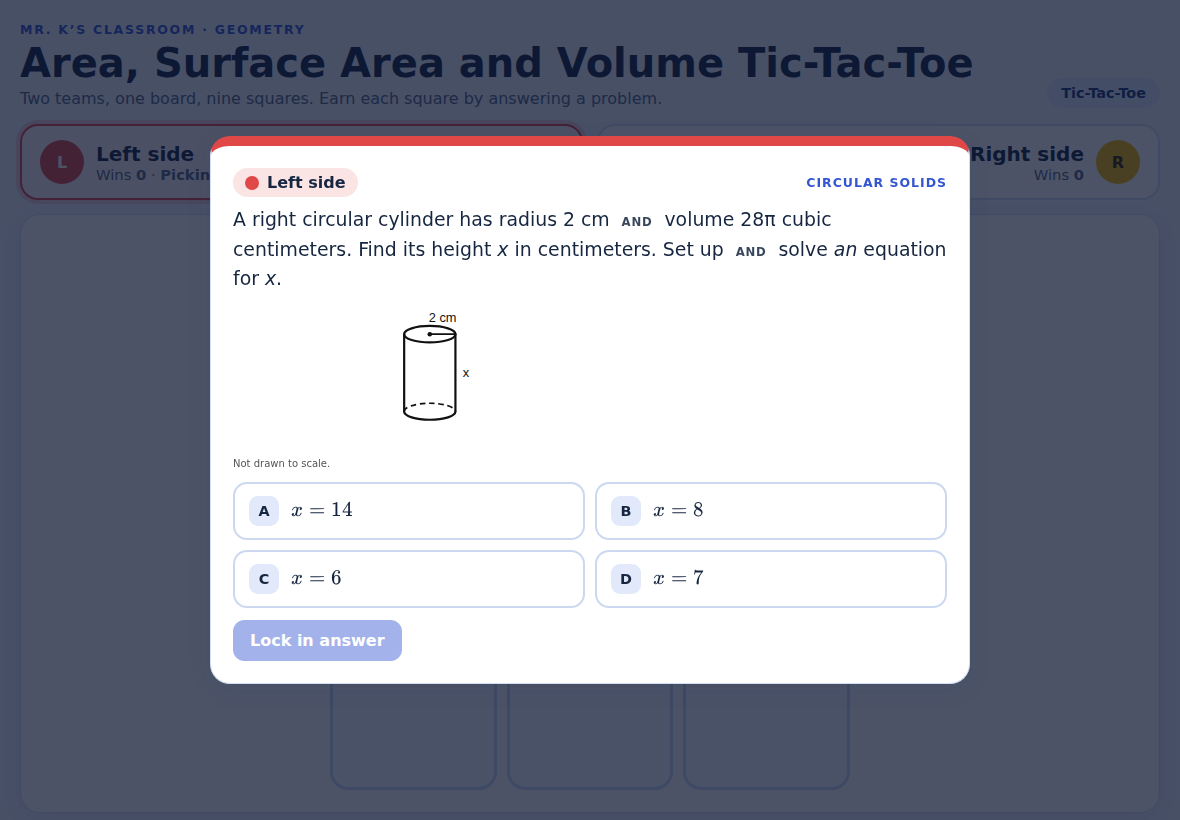 MR. K'S CLASSROOM · GEOMETRY
Area, Surface Area and Volume Tic-Tac-Toe
Two teams, one board, nine squares. Earn each square by answering a problem.
Tic-Tac-Toe
L
Left side
Wins 0 · Pickin
Right side
Wins 0
R
Left side
CIRCULAR SOLIDS
A right circular cylinder has radius 2 cm AND volume 28π cubic
centimeters. Find its height x in centimeters. Set up AND solve an equation
for x.
2 cm
x
Not drawn to scale.
A x = 14
B x = 8
C x = 6
D x = 7
Lock in answer